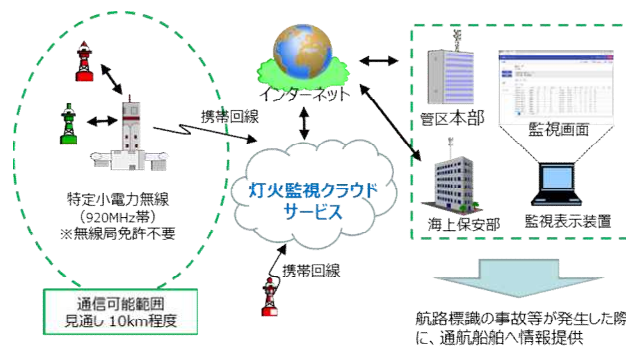 インターネット
携帯回線
管区本部
監視画面
特定小電力無線
（920MHz帯）
※無線局免許不要
灯火監視クラウド
サービス
海上保安部
監視表示装置
携帯回線
通信可能範囲
見通し 10km程度
航路標識の事故等が発生した際
に、通航船舶へ情報提供